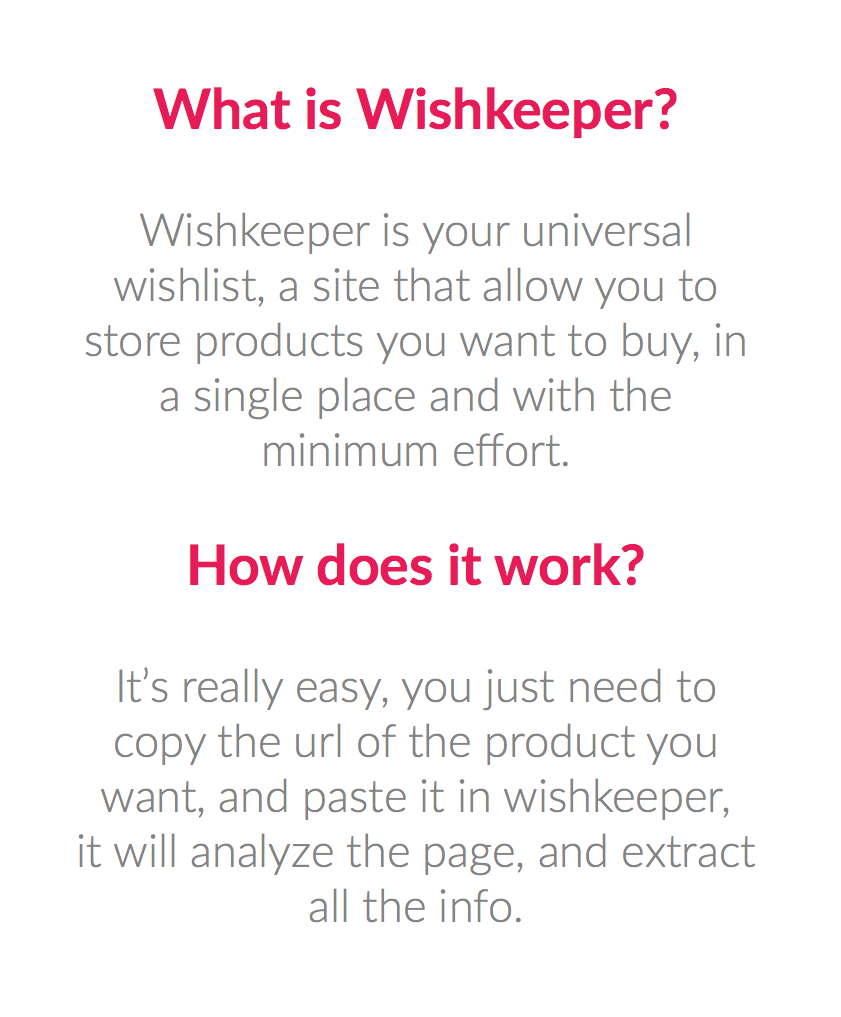 What is Wishkeeper?
Wishkeeper is your universal
wishlist, a site that allow you to
store products you want to buy, in
a single place and with the
minimum effort.
How does it work?
It’s really easy, you just need to
copy the url of the product you
want, and paste it in wishkeeper,
it will analyze the page, and extract
all the info.